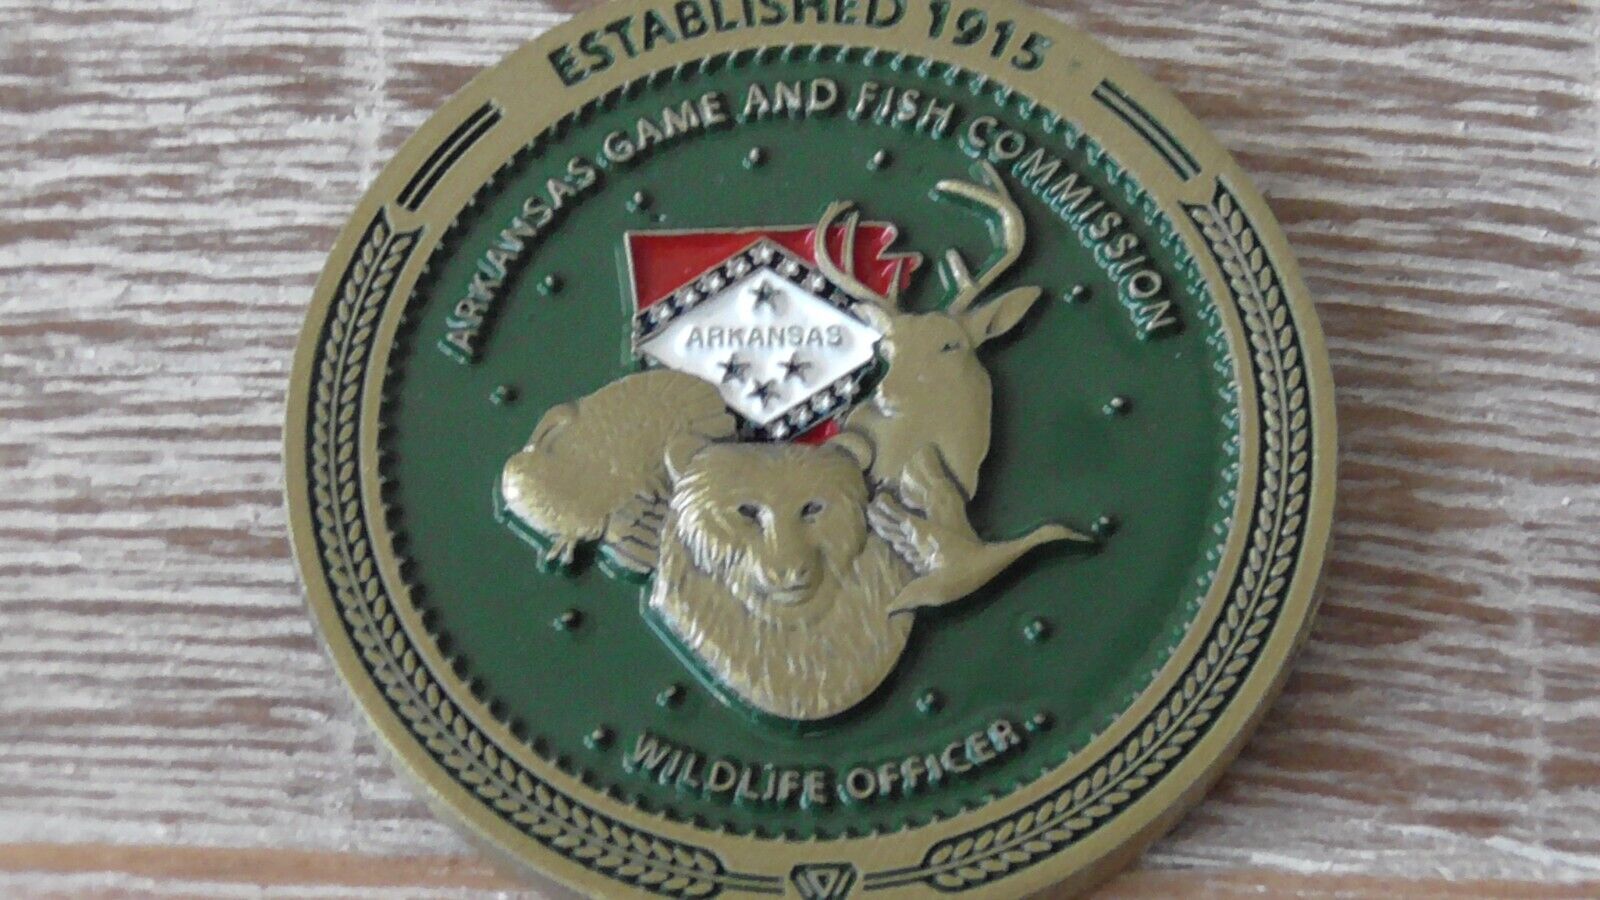 ESTABLISHED 1915
ARKANSAS GAME AND FISH COMMISSION
ARKANSAS
WILDLIFE OFFICER